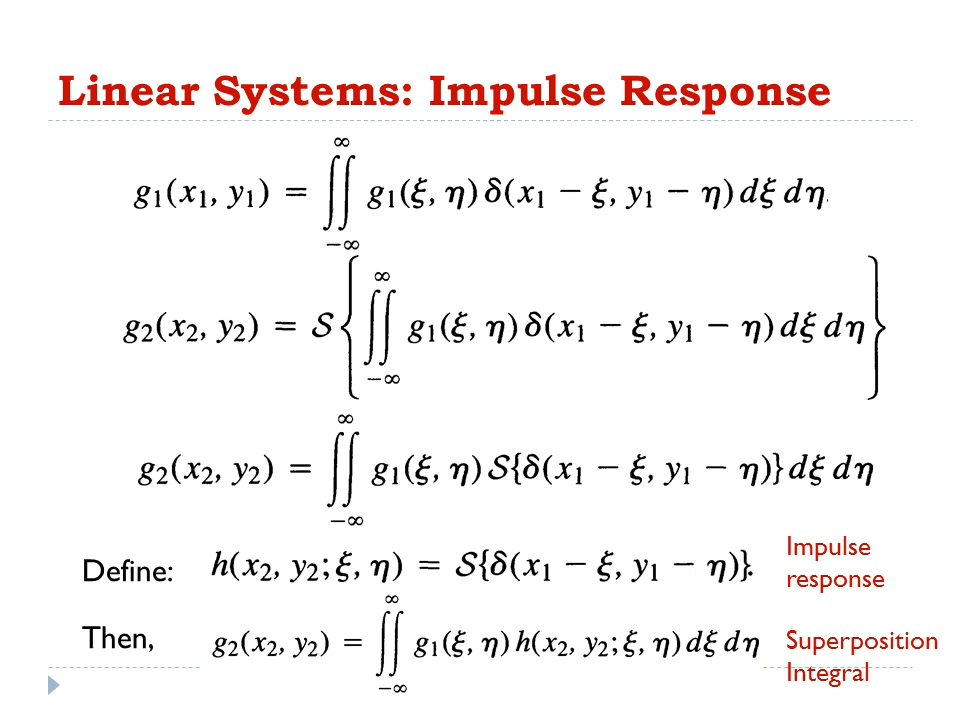 Linear Systems: Impulse Response
g₁(x₁, y₁) = ∬_{-∞}^{∞} g₁(ξ, η) δ(x₁ − ξ, y₁ − η) dξ dη.
g₂(x₂, y₂) = 𝒮{∬_{-∞}^{∞} g₁(ξ, η) δ(x₁ − ξ, y₁ − η) dξ dη}
g₂(x₂, y₂) = ∬_{-∞}^{∞} g₁(ξ, η) 𝒮{δ(x₁ − ξ, y₁ − η)} dξ dη
Define: h(x₂, y₂; ξ, η) = 𝒮{δ(x₁ − ξ, y₁ − η)}.
Impulse
response
Then, g₂(x₂, y₂) = ∬_{-∞}^{∞} g₁(ξ, η) h(x₂, y₂; ξ, η) dξ dη
Superposition
Integral